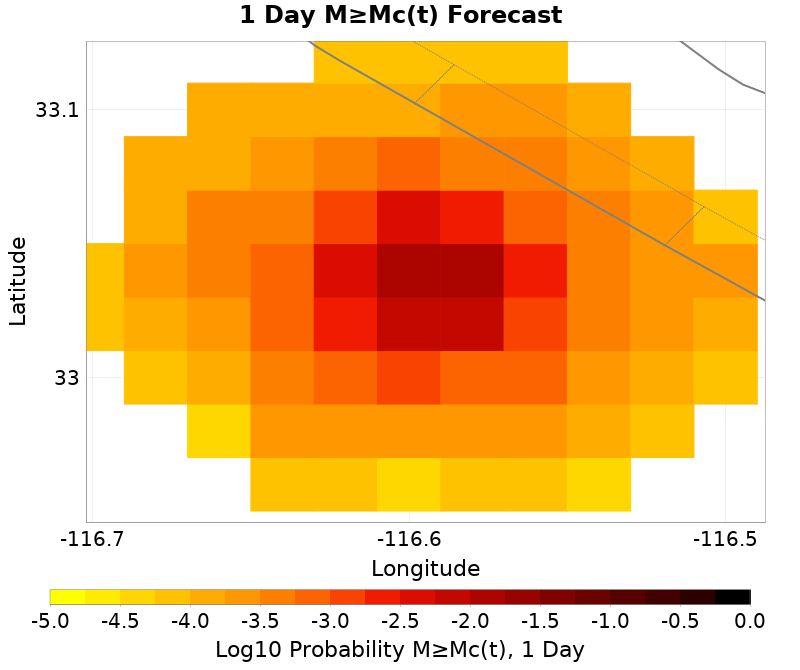 1 Day M≥Mc(t) Forecast
33.1
33
Latitude
-116.7 -116.6 -116.5
Longitude
-5.0 -4.5 -4.0 -3.5 -3.0 -2.5 -2.0 -1.5 -1.0 -0.5 0.0
Log10 Probability M≥Mc(t), 1 Day